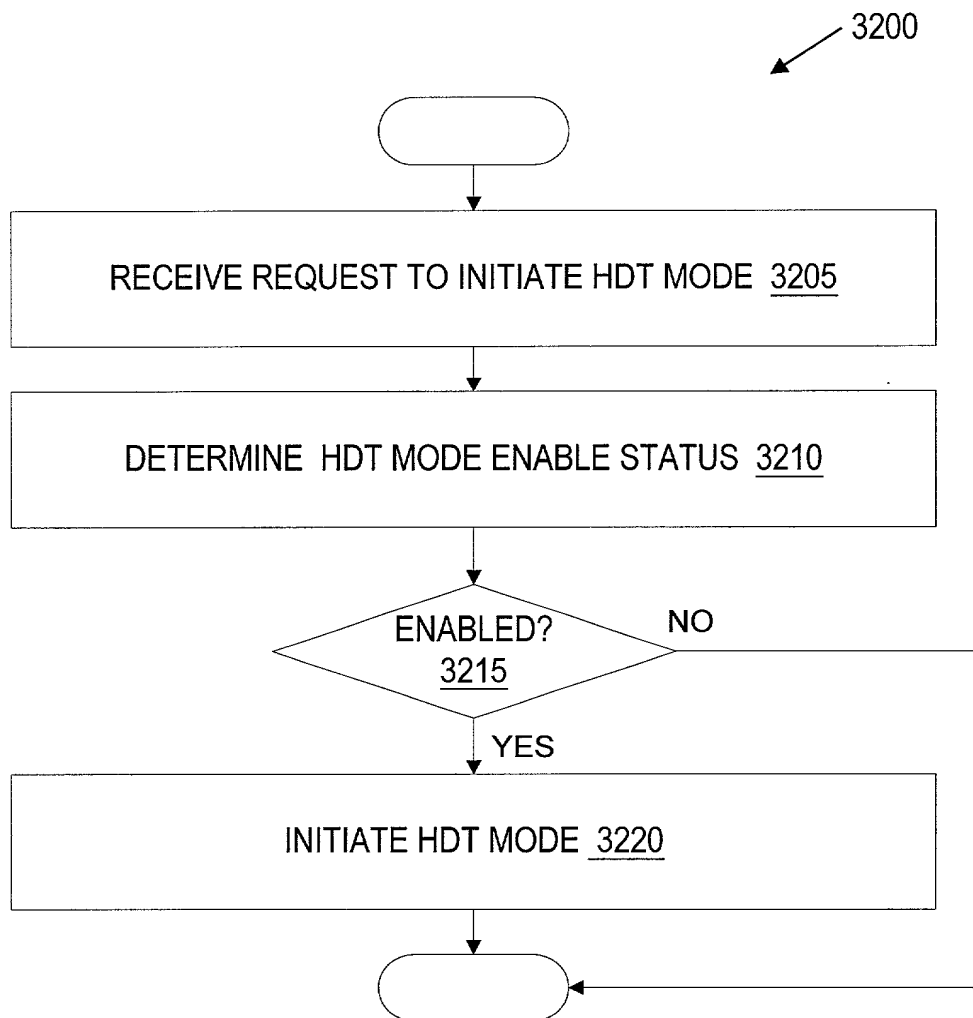 3200
RECEIVE REQUEST TO INITIATE HDT MODE 3205
DETERMINE HDT MODE ENABLE STATUS 3210
ENABLED?
3215
NO
YES
INITIATE HDT MODE 3220